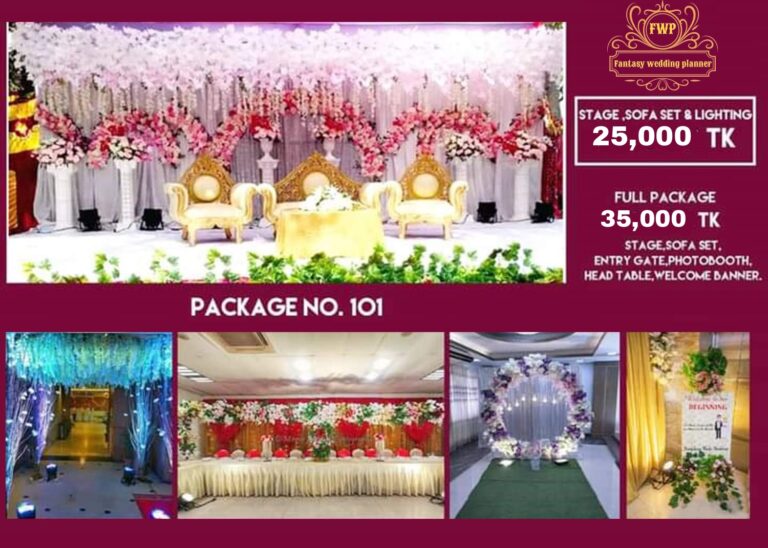 FWP
Fantasy wedding planner
STAGE ,SOFA SET & LIGHTING
25,000 TK
FULL PACKAGE
35,000 TK
STAGE,SOFA SET,
ENTRY GATE,PHOTOBOOTH,
HEAD TABLE,WELCOME BANNER.
PACKAGE NO. 101
BEGINNING